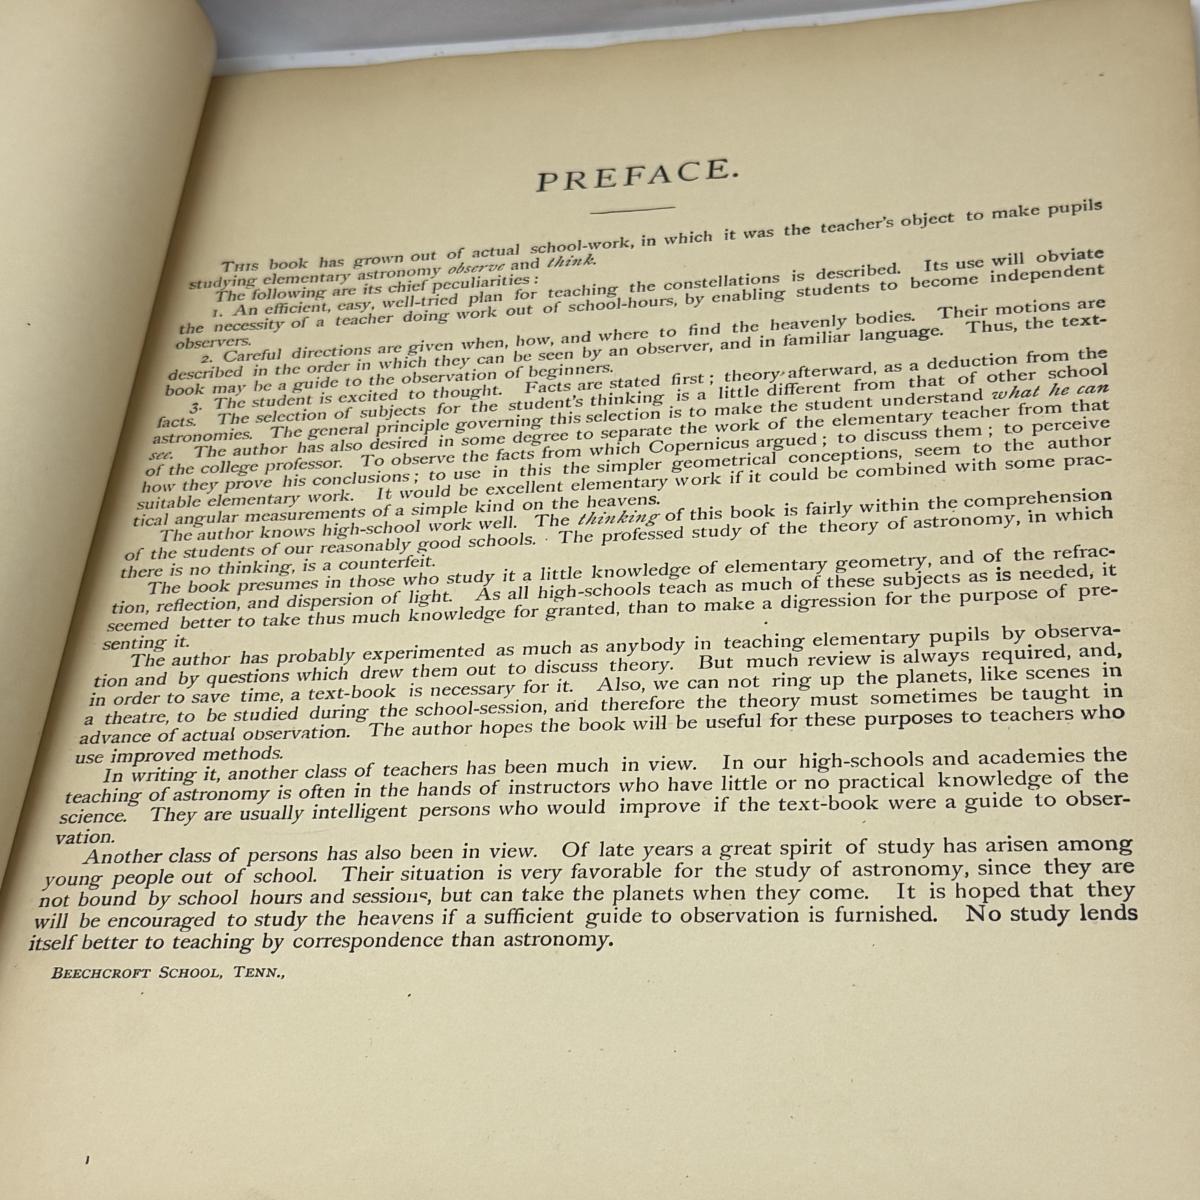 PREFACE.
THIS book has grown out of actual school-work, in which it was the teacher's object to make pupils
studying elementary astronomy observe and think.
The following are its chief peculiarities:
1. An efficient, easy, well-tried plan for teaching the constellations is described. Its use will obviate
the necessity of a teacher doing work out of school-hours, by enabling students to become independent
observers.
2. Careful directions are given when, how, and where to find the heavenly bodies. Their motions are
described in the order in which they can be seen by an observer, and in familiar language. Thus, the text-
book may be a guide to the observation of beginners.
3. The student is excited to thought. Facts are stated first; theory afterward, as a deduction from the
facts. The selection of subjects for the student's thinking is a little different from that of other school
astronomies. The general principle governing this selection is to make the student understand what he can
see. The author has also desired in some degree to separate the work of the elementary teacher from that
of the college professor. To observe the facts from which Copernicus argued; to discuss them; to perceive
how they prove his conclusions; to use in this the simpler geometrical conceptions, seem to the author
suitable elementary work. It would be excellent elementary work if it could be combined with some prac-
tical angular measurements of a simple kind on the heavens.
The author knows high-school work well. The thinking of this book is fairly within the comprehension
of the students of our reasonably good schools. The professed study of the theory of astronomy, in which
there is no thinking, is a counterfeit.
The book presumes in those who study it a little knowledge of elementary geometry, and of the refrac-
tion, reflection, and dispersion of light. As all high-schools teach as much of these subjects as is needed, it
seemed better to take thus much knowledge for granted, than to make a digression for the purpose of pre-
senting it.
The author has probably experimented as much as anybody in teaching elementary pupils by observa-
tion and by questions which drew them out to discuss theory. But much review is always required, and,
in order to save time, a text-book is necessary for it. Also, we can not ring up the planets, like scenes in
a theatre, to be studied during the school-session, and therefore the theory must sometimes be taught in
advance of actual observation. The author hopes the book will be useful for these purposes to teachers who
use improved methods.
In writing it, another class of teachers has been much in view. In our high-schools and academies the
teaching of astronomy is often in the hands of instructors who have little or no practical knowledge of the
science. They are usually intelligent persons who would improve if the text-book were a guide to obser-
vation.
Another class of persons has also been in view. Of late years a great spirit of study has arisen among
young people out of school. Their situation is very favorable for the study of astronomy, since they are
not bound by school hours and sessions, but can take the planets when they come. It is hoped that they
will be encouraged to study the heavens if a sufficient guide to observation is furnished. No study lends
itself better to teaching by correspondence than astronomy.
BEECHCROFT SCHOOL, TENN.,
1